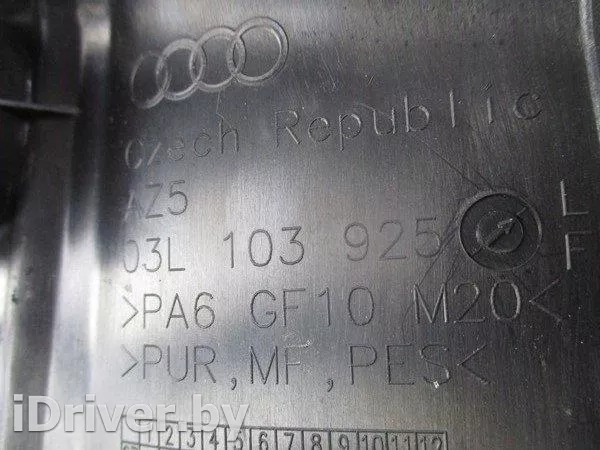 Czech Republic
AZ5
03L 103 925 L
F
>PA6 GF10 M20<
>PUR,MF,PES<
1 2 3 4 5 6 7 8 9 10 11 12
iDriver.by